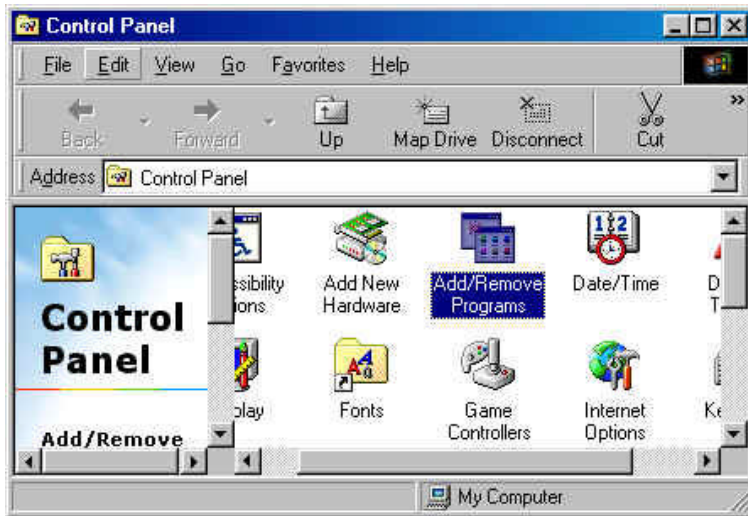 Control Panel
File Edit View Go Favorites Help
Back Forward Up Map Drive Disconnect Cut »
Address Control Panel
Control
Panel
Add/Remove
ssibility
ions
Add New
Hardware
Add/Remove
Programs
Date/Time
D
T
play
Fonts
Game
Controllers
Internet
Options
Ke
My Computer